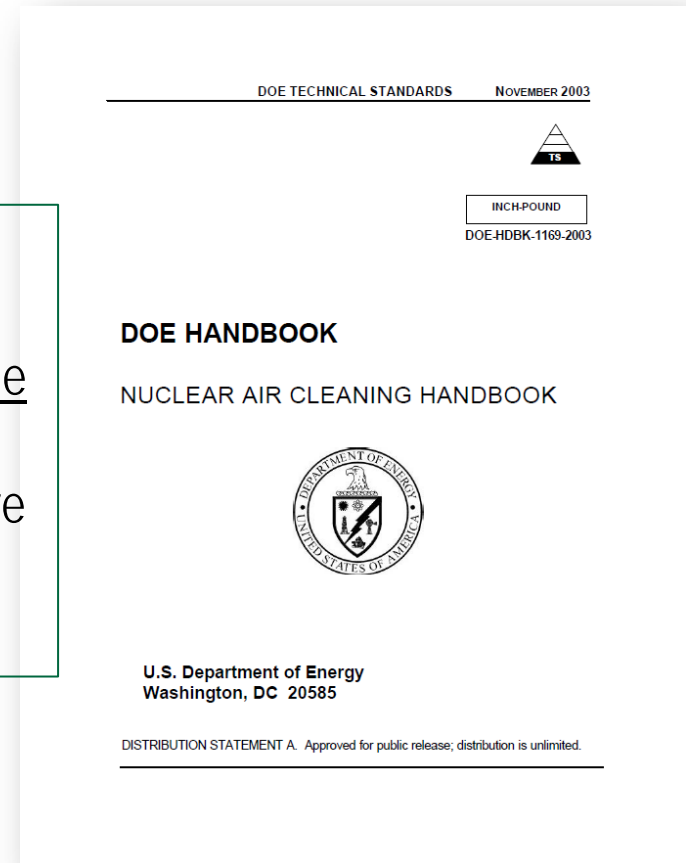 DOE TECHNICAL STANDARDS NOVEMBER 2003
TS
INCH-POUND
DOE-HDBK-1169-2003
DOE HANDBOOK
NUCLEAR AIR CLEANING HANDBOOK
DEPARTMENT OF ENERGY
UNITED STATES OF AMERICA
U.S. Department of Energy
Washington, DC 20585
DISTRIBUTION STATEMENT A. Approved for public release; distribution is unlimited.